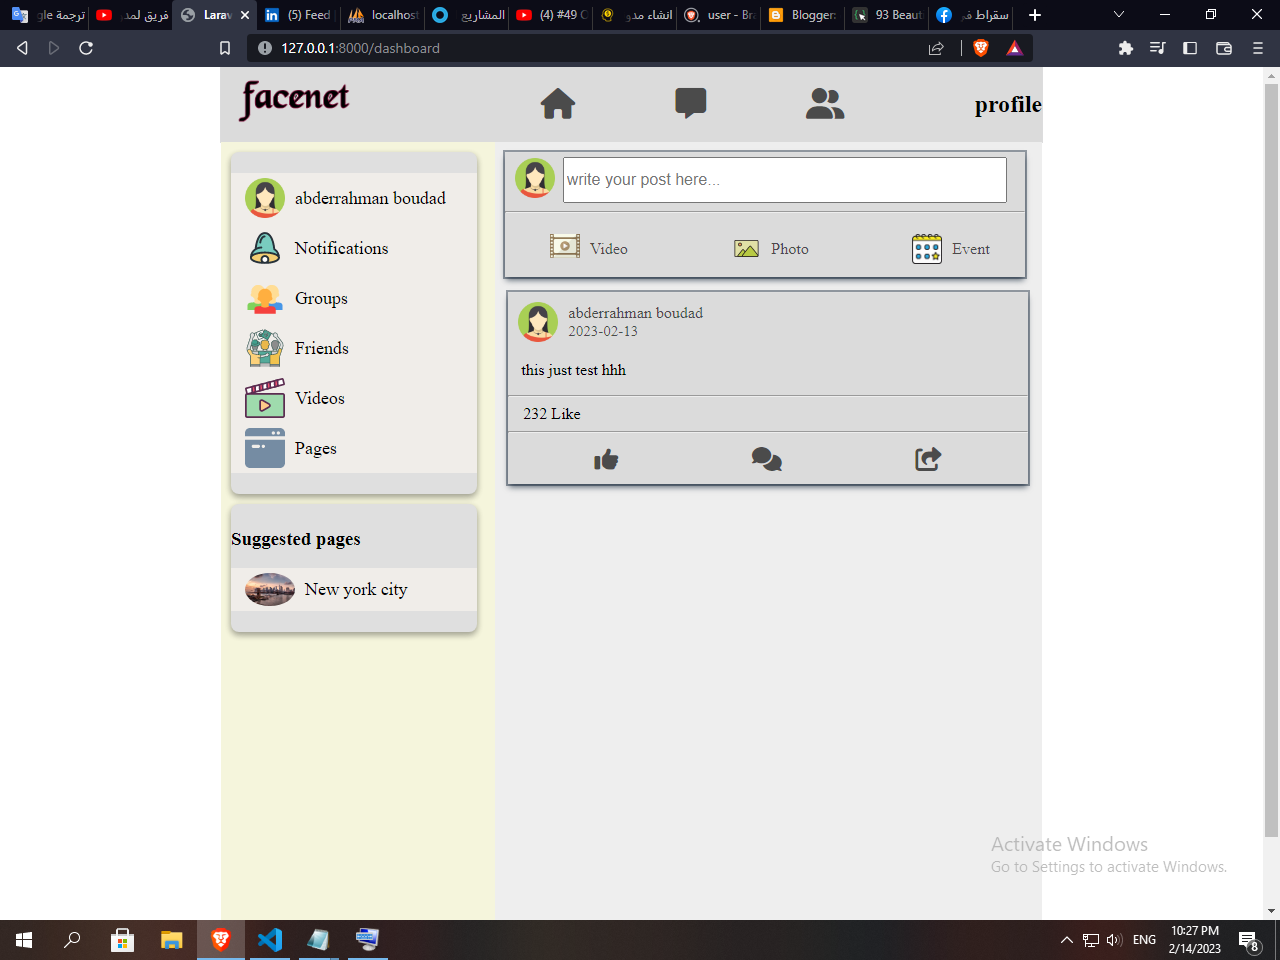 ترجمة gle
فريق لمد
Larav
(5) Feed
localhost
المشاريع
(4) #49 C
انشاء مدو
user - Bra
Blogger:
93 Beaut
سقراط في
127.0.0.1:8000/dashboard
facenet
profile
abderrahman boudad
Notifications
Groups
Friends
Videos
Pages
Suggested pages
New york city
write your post here...
Video
Photo
Event
abderrahman boudad
2023-02-13
this just test hhh
232 Like
Activate Windows
Go to Settings to activate Windows.
ENG
10:27 PM
2/14/2023
8